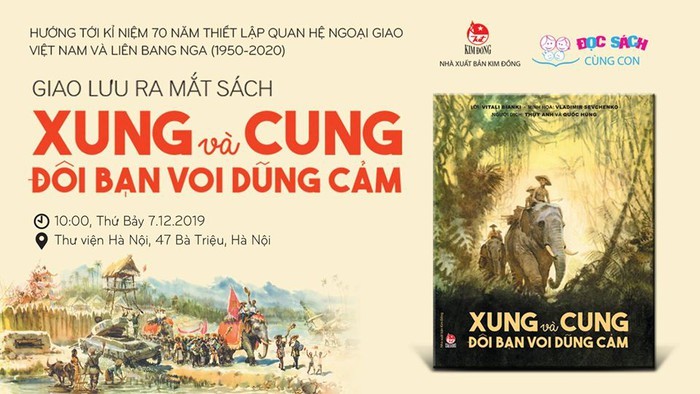 HƯỚNG TỚI KỈ NIỆM 70 NĂM THIẾT LẬP QUAN HỆ NGOẠI GIAO
VIỆT NAM VÀ LIÊN BANG NGA (1950-2020)
KIM ĐỒNG
NHÀ XUẤT BẢN KIM ĐỒNG
ĐỌC SÁCH
CÙNG CON
GIAO LƯU RA MẮT SÁCH
XUNG và CUNG
ĐÔI BẠN VOI DŨNG CẢM
10:00, Thứ Bảy 7.12.2019
Thư viện Hà Nội, 47 Bà Triệu, Hà Nội
LỜI: VITALI BIANKI - MINH HỌA: VLADIMIR SEVCHENKO
NGƯỜI DỊCH: THỤY ANH VÀ QUỐC HÙNG
XUNG và CUNG
ĐÔI BẠN VOI DŨNG CẢM